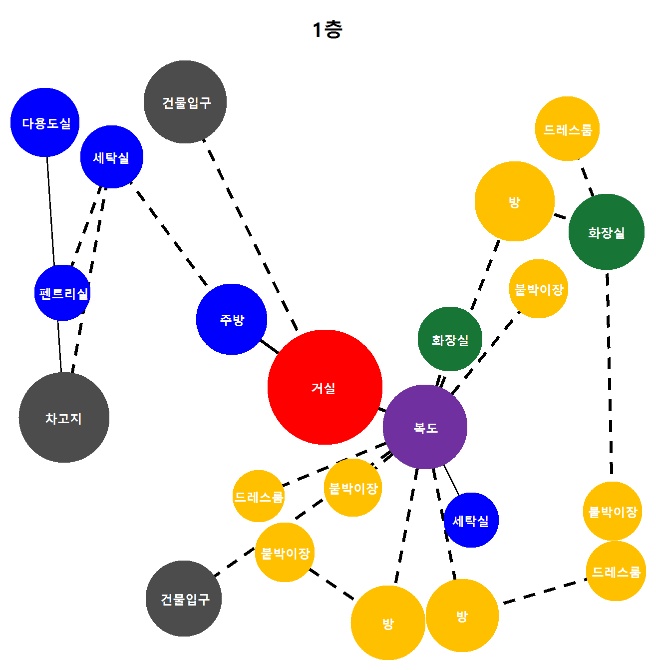 1층
건물입구
다용도실
드레스룸
세탁실
방
화장실
붙박이장
펜트리실
주방
화장실
거실
차고지
복도
붙박이장
드레스룸
붙박이장
세탁실
붙박이장
드레스룸
건물입구
방
방